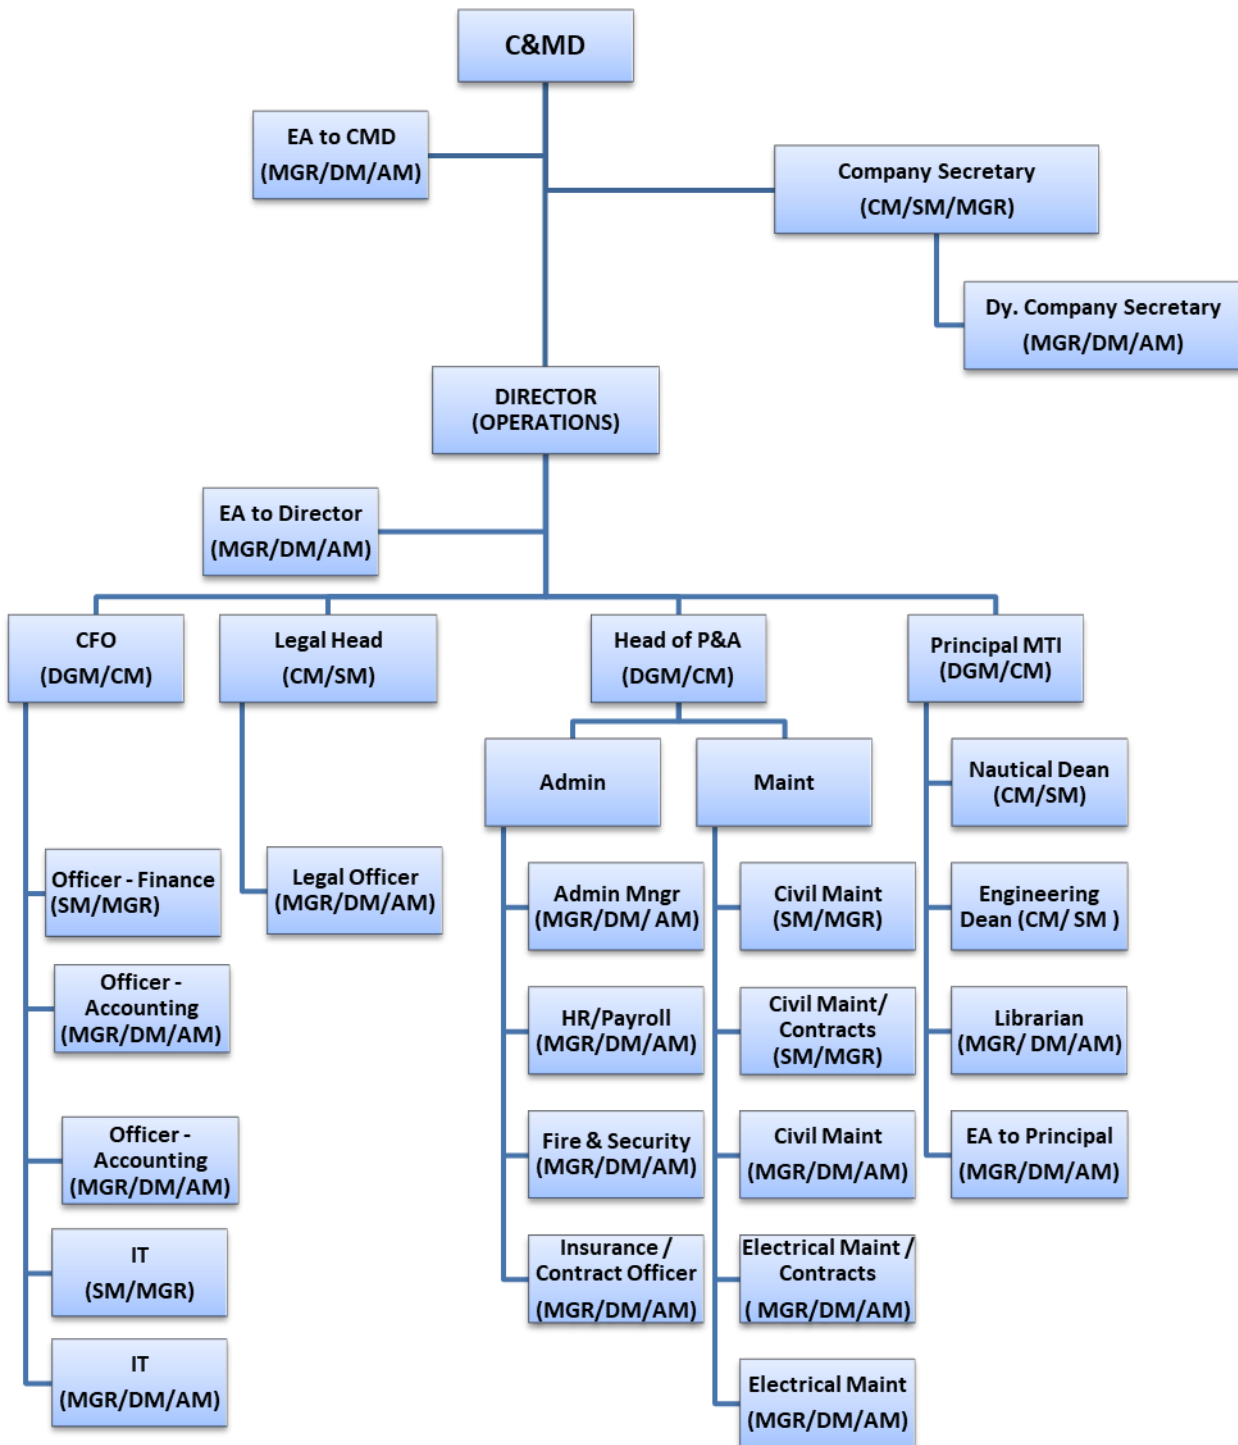 C&MD
EA to CMD
(MGR/DM/AM)
Company Secretary
(CM/SM/MGR)
Dy. Company Secretary
(MGR/DM/AM)
DIRECTOR
(OPERATIONS)
EA to Director
(MGR/DM/AM)
CFO
(DGM/CM)
Legal Head
(CM/SM)
Head of P&A
(DGM/CM)
Principal MTI
(DGM/CM)
Officer - Finance
(SM/MGR)
Officer -
Accounting
(MGR/DM/AM)
Officer -
Accounting
(MGR/DM/AM)
IT
(SM/MGR)
IT
(MGR/DM/AM)
Legal Officer
(MGR/DM/AM)
Admin
Admin Mngr
(MGR/DM/ AM)
HR/Payroll
(MGR/DM/AM)
Fire & Security
(MGR/DM/AM)
Insurance /
Contract Officer
(MGR/DM/AM)
Maint
Civil Maint
(SM/MGR)
Civil Maint/
Contracts
(SM/MGR)
Civil Maint
(MGR/DM/AM)
Electrical Maint /
Contracts
( MGR/DM/AM)
Electrical Maint
(MGR/DM/AM)
Nautical Dean
(CM/SM)
Engineering
Dean (CM/ SM )
Librarian
(MGR/ DM/AM)
EA to Principal
(MGR/DM/AM)